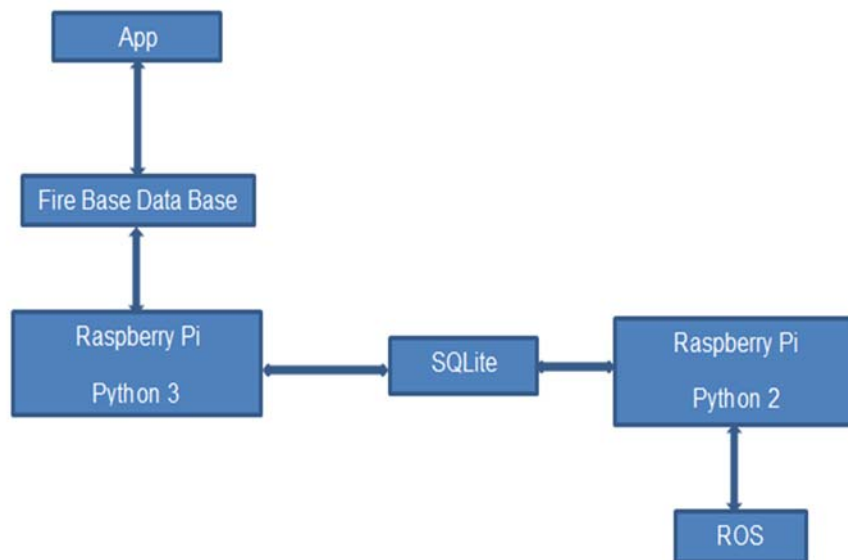 App
Fire Base Data Base
Raspberry Pi
Python 3
SQLite
Raspberry Pi
Python 2
ROS